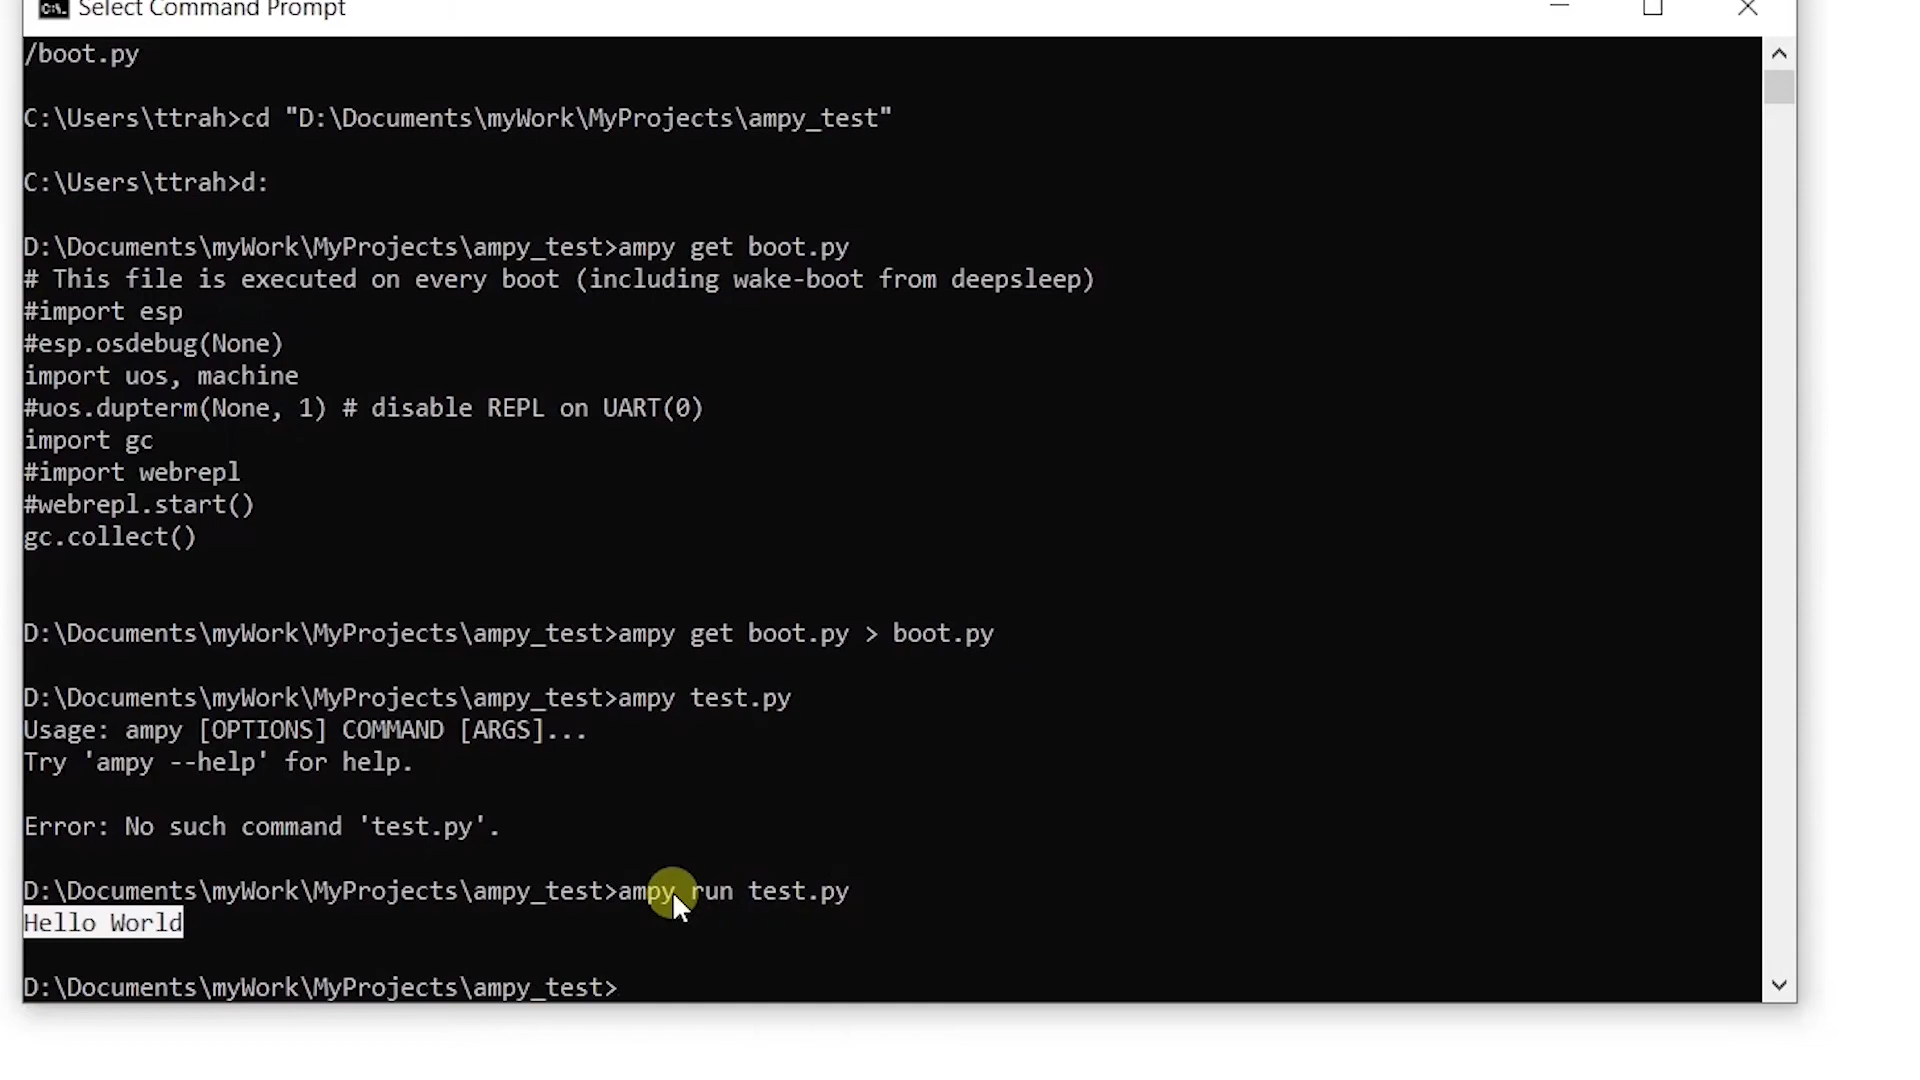 Select Command Prompt
/boot.py
C:\Users\ttrah>cd "D:\Documents\myWork\MyProjects\ampy_test"
C:\Users\ttrah>d:
D:\Documents\myWork\MyProjects\ampy_test>ampy get boot.py
# This file is executed on every boot (including wake-boot from deepsleep)
#import esp
#esp.osdebug(None)
import uos, machine
#uos.dupterm(None, 1) # disable REPL on UART(0)
import gc
#import webrepl
#webrepl.start()
gc.collect()
D:\Documents\myWork\MyProjects\ampy_test>ampy get boot.py > boot.py
D:\Documents\myWork\MyProjects\ampy_test>ampy test.py
Usage: ampy [OPTIONS] COMMAND [ARGS]...
Try 'ampy --help' for help.
Error: No such command 'test.py'.
D:\Documents\myWork\MyProjects\ampy_test>ampy run test.py
Hello World
D:\Documents\myWork\MyProjects\ampy_test>